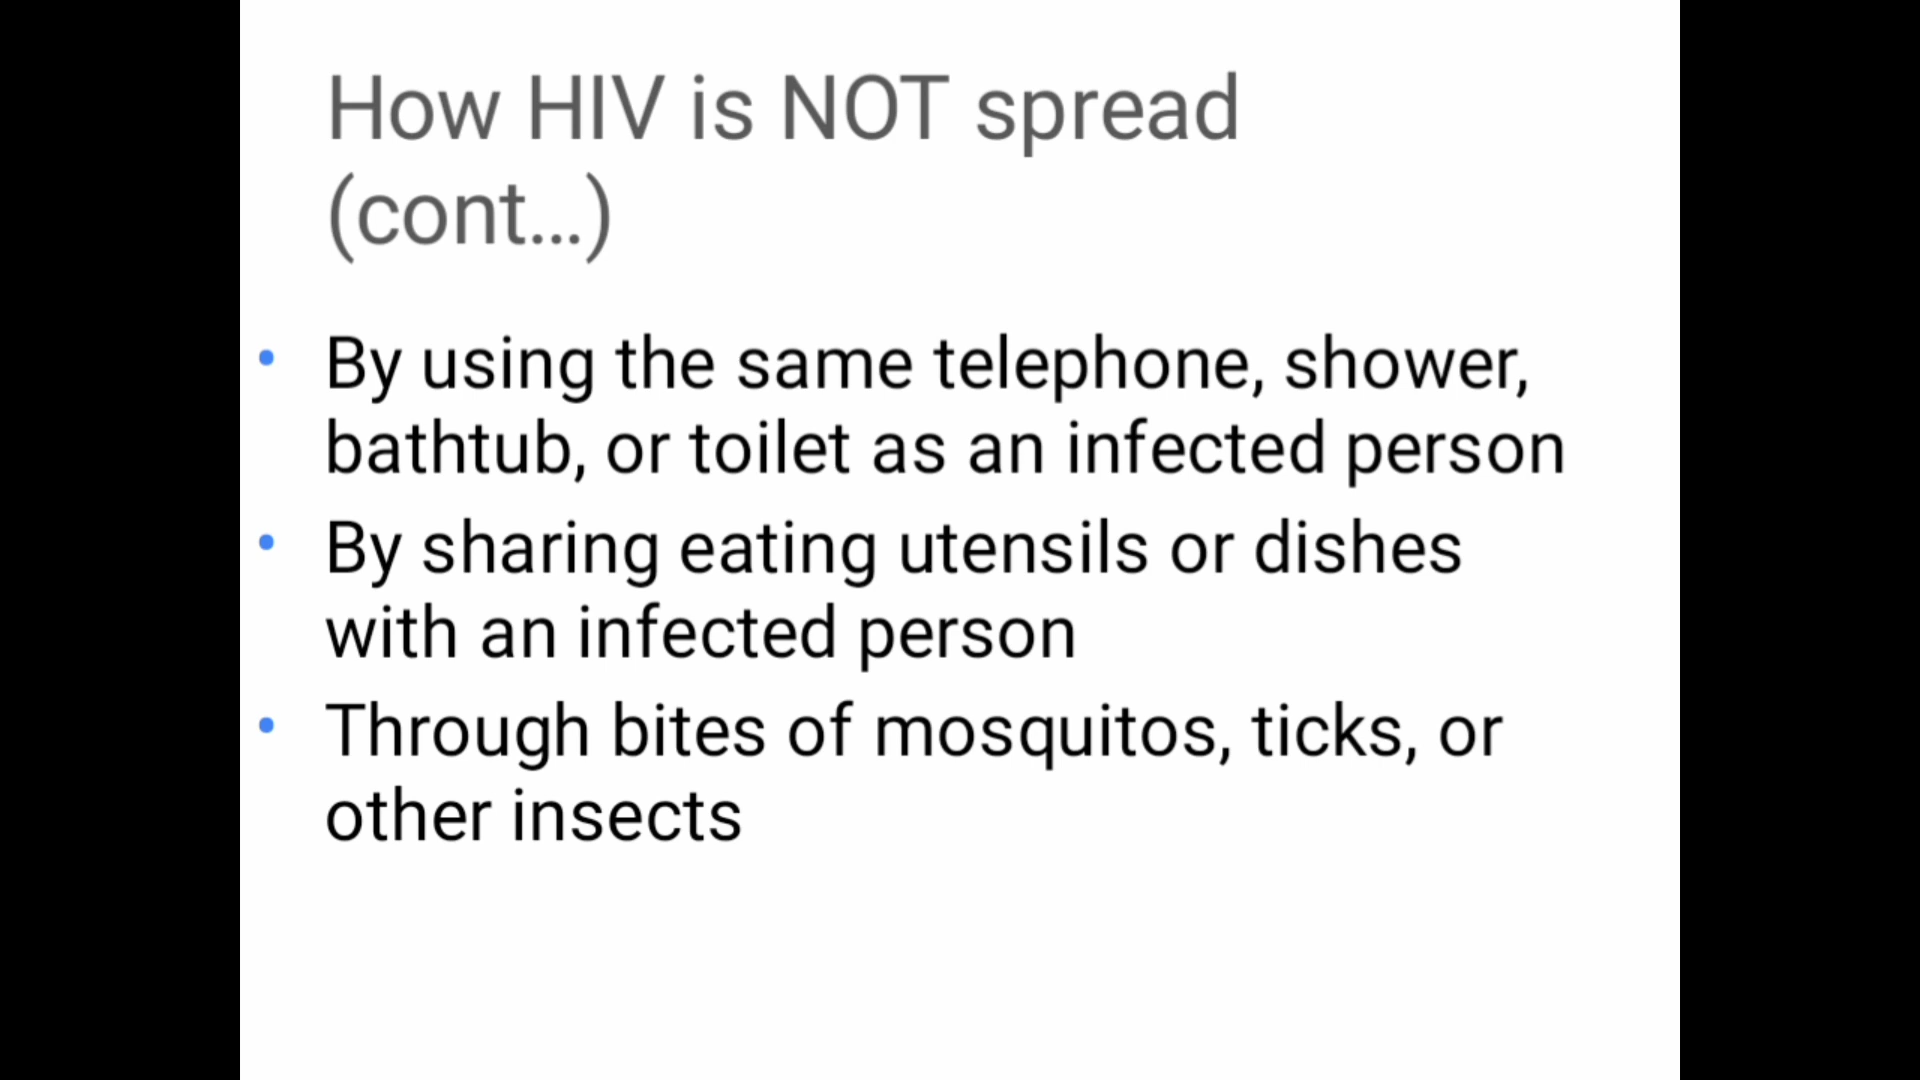 How HIV is NOT spread
(cont...)
• By using the same telephone, shower,
bathtub, or toilet as an infected person
• By sharing eating utensils or dishes
with an infected person
• Through bites of mosquitos, ticks, or
other insects